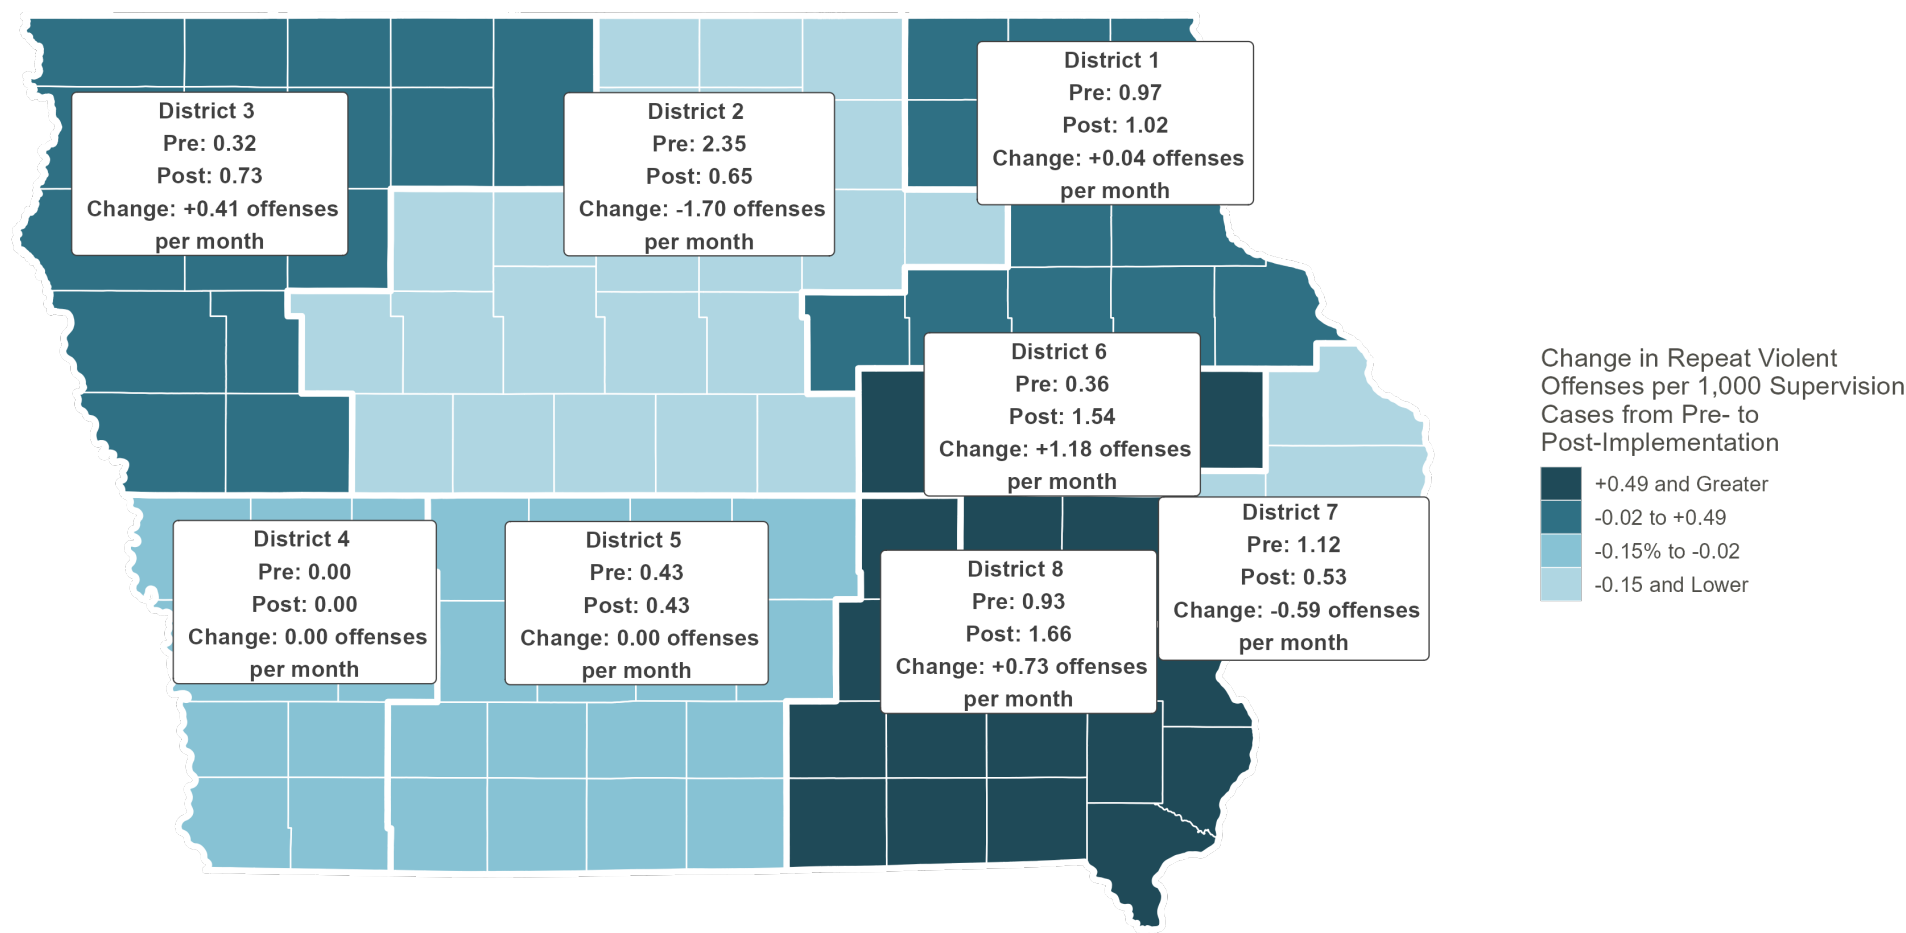 District 1
Pre: 0.97
Post: 1.02
Change: +0.04 offenses
per month
District 3
Pre: 0.32
Post: 0.73
Change: +0.41 offenses
per month
District 2
Pre: 2.35
Post: 0.65
Change: -1.70 offenses
per month
District 6
Pre: 0.36
Post: 1.54
Change: +1.18 offenses
per month
District 4
Pre: 0.00
Post: 0.00
Change: 0.00 offenses
per month
District 5
Pre: 0.43
Post: 0.43
Change: 0.00 offenses
per month
District 8
Pre: 0.93
Post: 1.66
Change: +0.73 offenses
per month
District 7
Pre: 1.12
Post: 0.53
Change: -0.59 offenses
per month
Change in Repeat Violent
Offenses per 1,000 Supervision
Cases from Pre- to
Post-Implementation
+0.49 and Greater
-0.02 to +0.49
-0.15% to -0.02
-0.15 and Lower